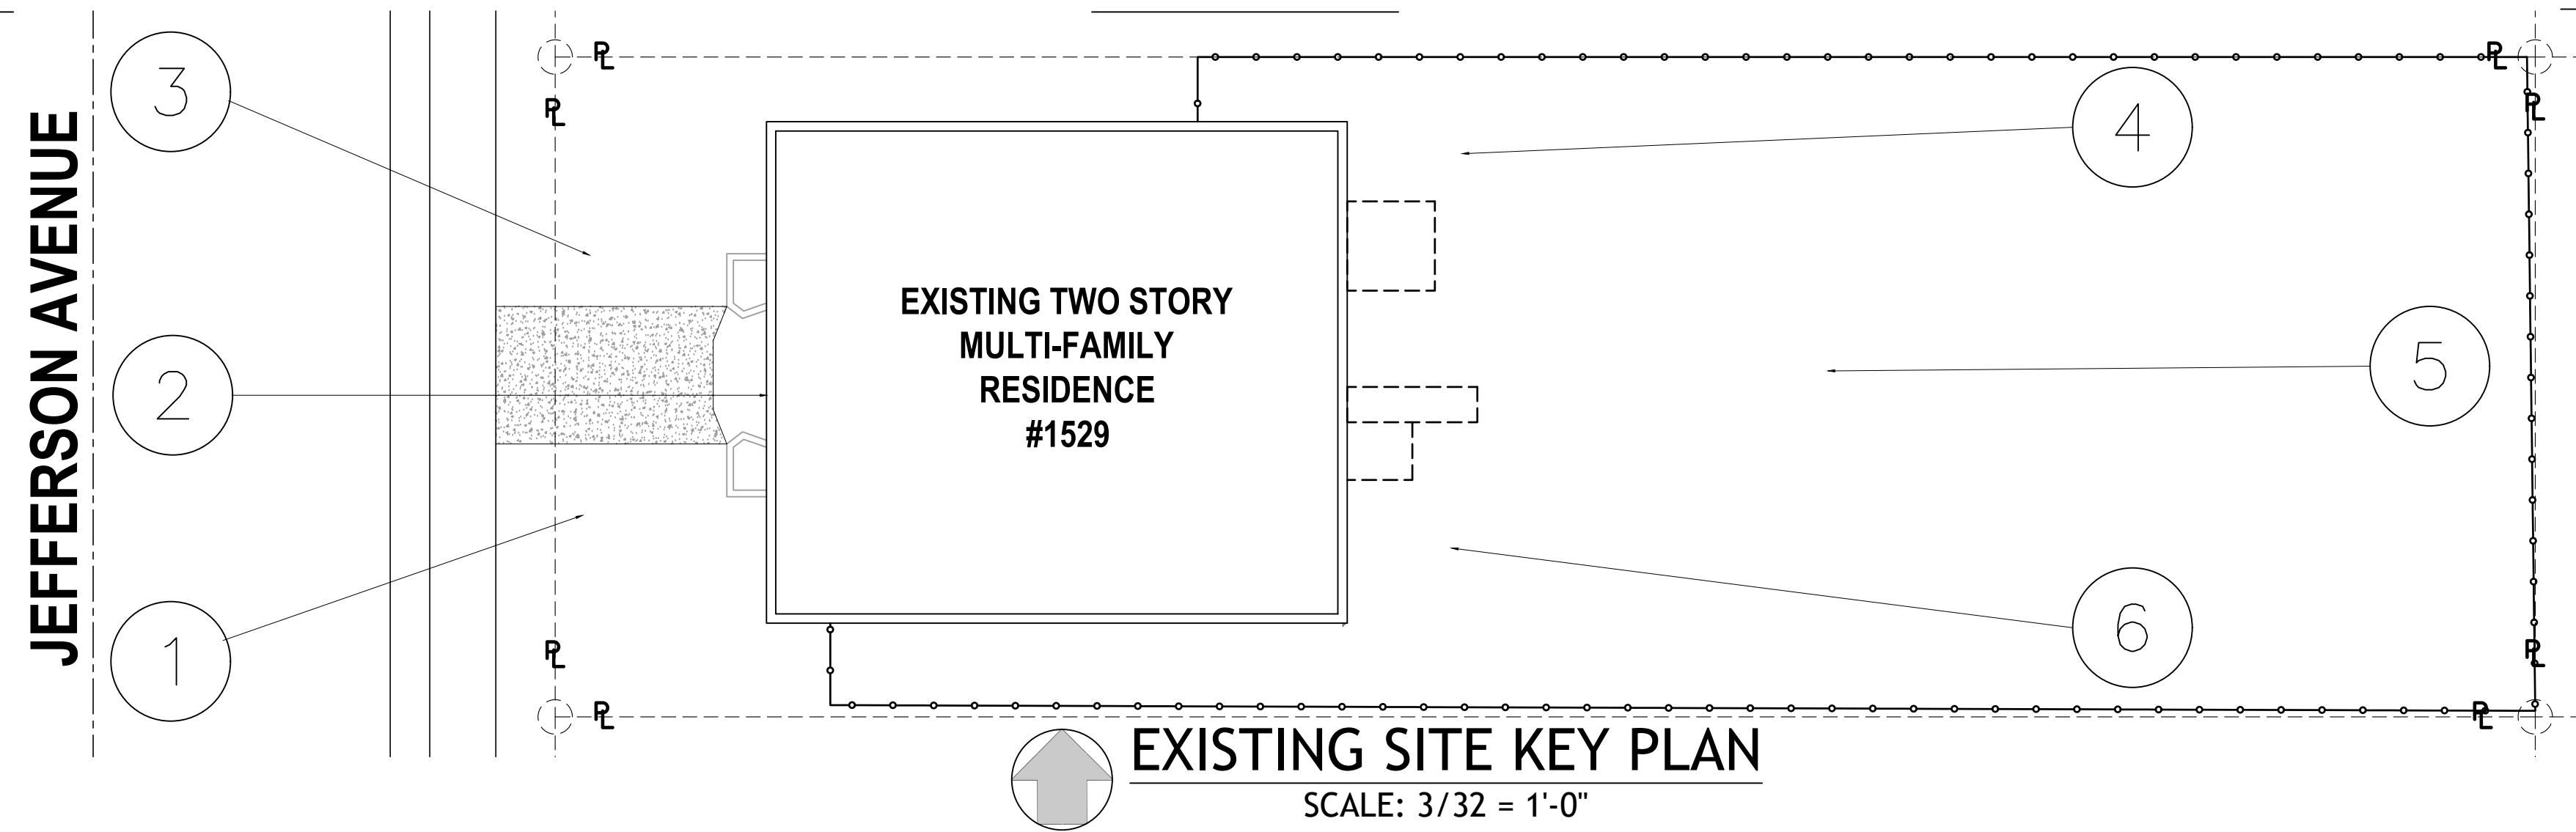 JEFFERSON AVENUE
3
2
1
PL
PL
PL
PL
EXISTING TWO STORY
MULTI-FAMILY
RESIDENCE
#1529
4
5
6
PL
PL
PL
PL
EXISTING SITE KEY PLAN
SCALE: 3/32 = 1'-0"